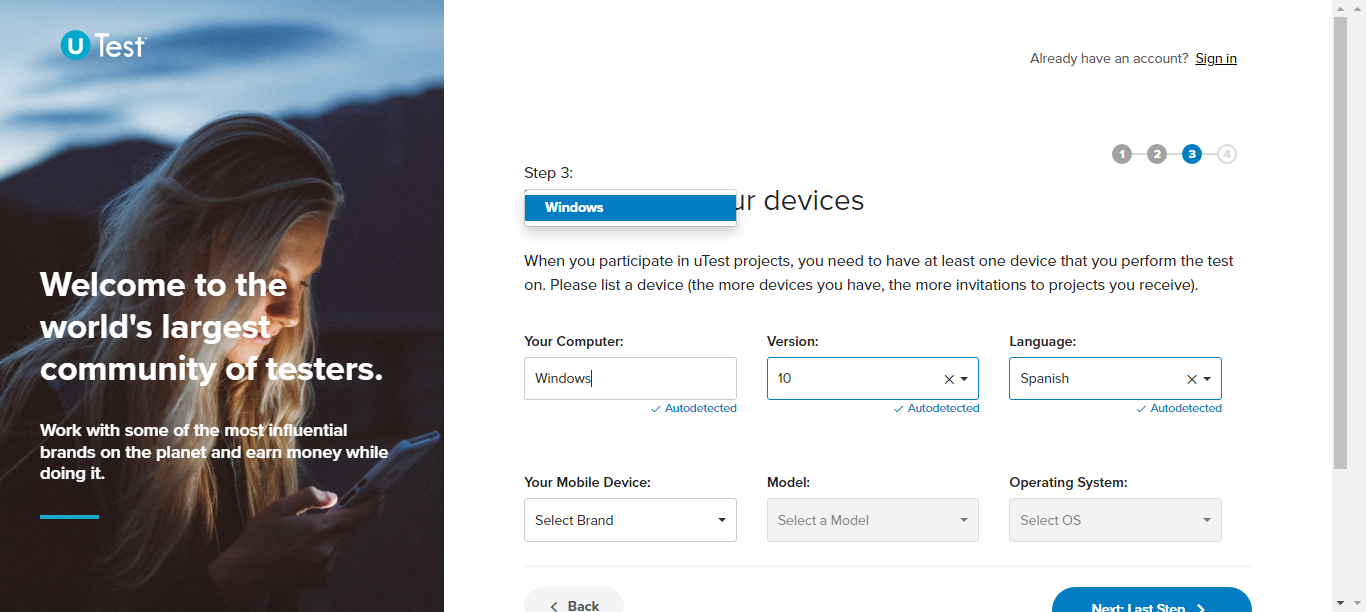 uTest
Already have an account? Sign in
1 2 3 4
Step 3:
Windows
ur devices
When you participate in uTest projects, you need to have at least one device that you perform the test
on. Please list a device (the more devices you have, the more invitations to projects you receive).
Your Computer: Version: Language:
Windows 10 Spanish
Autodetected Autodetected Autodetected
Your Mobile Device: Model: Operating System:
Select Brand Select a Model Select OS
Back Next: Last Step
Welcome to the
world's largest
community of testers.
Work with some of the most influential
brands on the planet and earn money while
doing it.